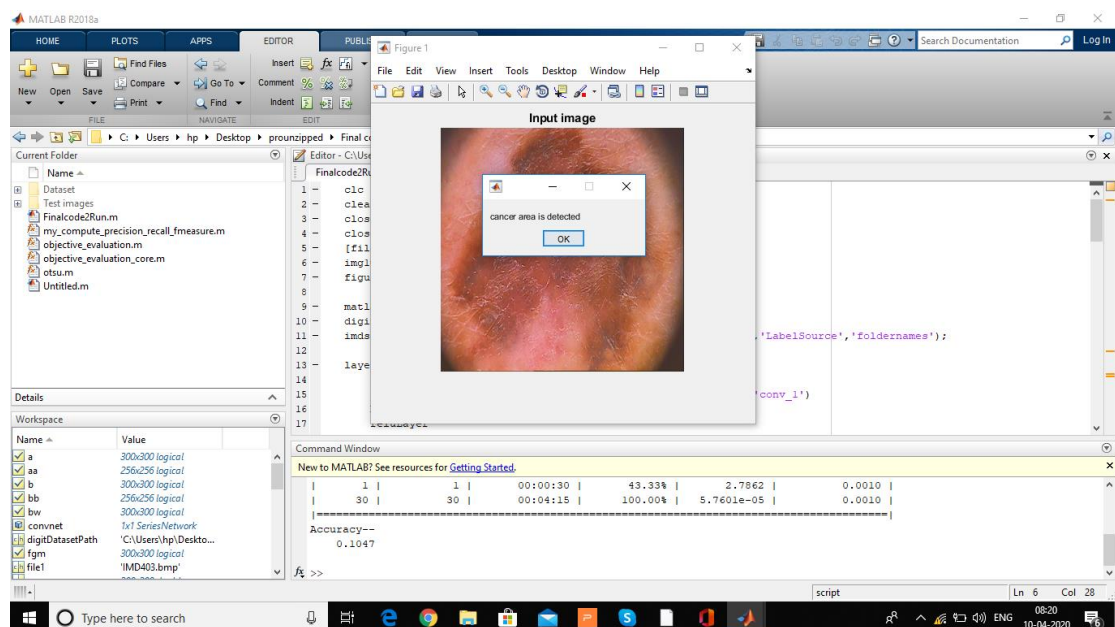 MATLAB R2018a
HOME PLOTS APPS EDITOR PUBLIS
Search Documentation Log In
New Open Save
Find Files
Compare
Print
Go To
Find
Insert fx
Comment
Indent
FILE NAVIGATE EDIT
C: Users hp Desktop prounzipped Final co
Current Folder
Name
Dataset
Test images
Finalcode2Run.m
my_compute_precision_recall_fmeasure.m
objective_evaluation.m
objective_evaluation_core.m
otsu.m
Untitled.m
Details
Workspace
Name Value
a 300x300 logical
aa 256x256 logical
b 300x300 logical
bb 256x256 logical
bw 300x300 logical
convnet 1x1 SeriesNetwork
digitDatasetPath 'C:\Users\hp\Deskto...
fgm 300x300 logical
file1 'IMD403.bmp'
Editor - C:\Use
Finalcode2Ru
1 - clc
2 - clea
3 - clos
4 - clos
5 - [fil
6 - img1
7 - figu
8
9 - matl
10 - digi
11 - imds ,'LabelSource','foldernames');
12
13 - laye
14
15 'conv_1')
16
17 reluLayer
Figure 1
File Edit View Insert Tools Desktop Window Help
Input image
cancer area is detected
OK
Command Window
New to MATLAB? See resources for Getting Started.
| 1 | 1 | 00:00:30 | 43.33% | 2.7862 | 0.0010 |
| 30 | 30 | 00:04:15 | 100.00% | 5.7601e-05 | 0.0010 |
|=========================================================================================|
Accuracy--
0.1047
fx >>
script Ln 6 Col 28
Type here to search
ENG
08:20
10-04-2020
6